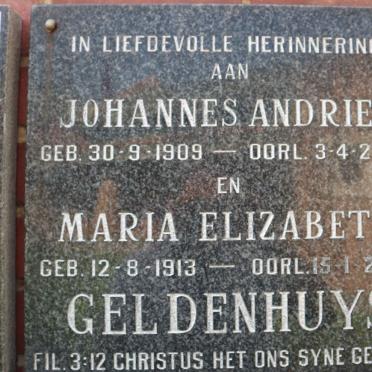 IN LIEFDEVOLLE HERINNERING
AAN
JOHANNES ANDRIE
GEB. 30-9-1909 — OORL. 3-4-2
EN
MARIA ELIZABET
GEB. 12-8-1913 — OORL. 15-1-2
GELDENHUYS
FIL. 3:12 CHRISTUS HET ONS SYNE GE